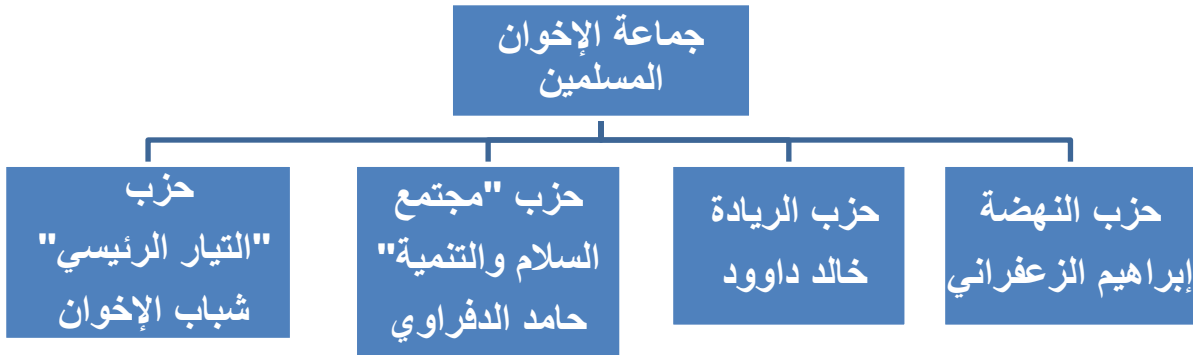 جماعة الإخوان
المسلمين
حزب النهضة
إبراهيم الزعفراني
حزب الريادة
خالد داوود
حزب "مجتمع
السلام والتنمية"
حامد الدفراوي
حزب
"التيار الرئيسي"
شباب الإخوان